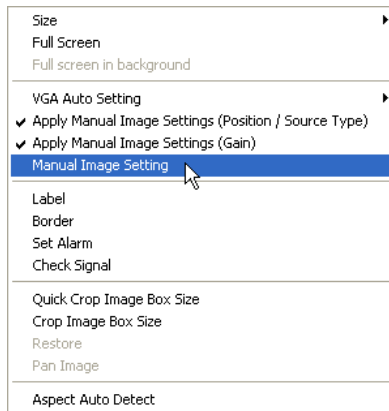 Size
Full Screen
Full screen in background
VGA Auto Setting
Apply Manual Image Settings (Position / Source Type)
Apply Manual Image Settings (Gain)
Manual Image Setting
Label
Border
Set Alarm
Check Signal
Quick Crop Image Box Size
Crop Image Box Size
Restore
Pan Image
Aspect Auto Detect